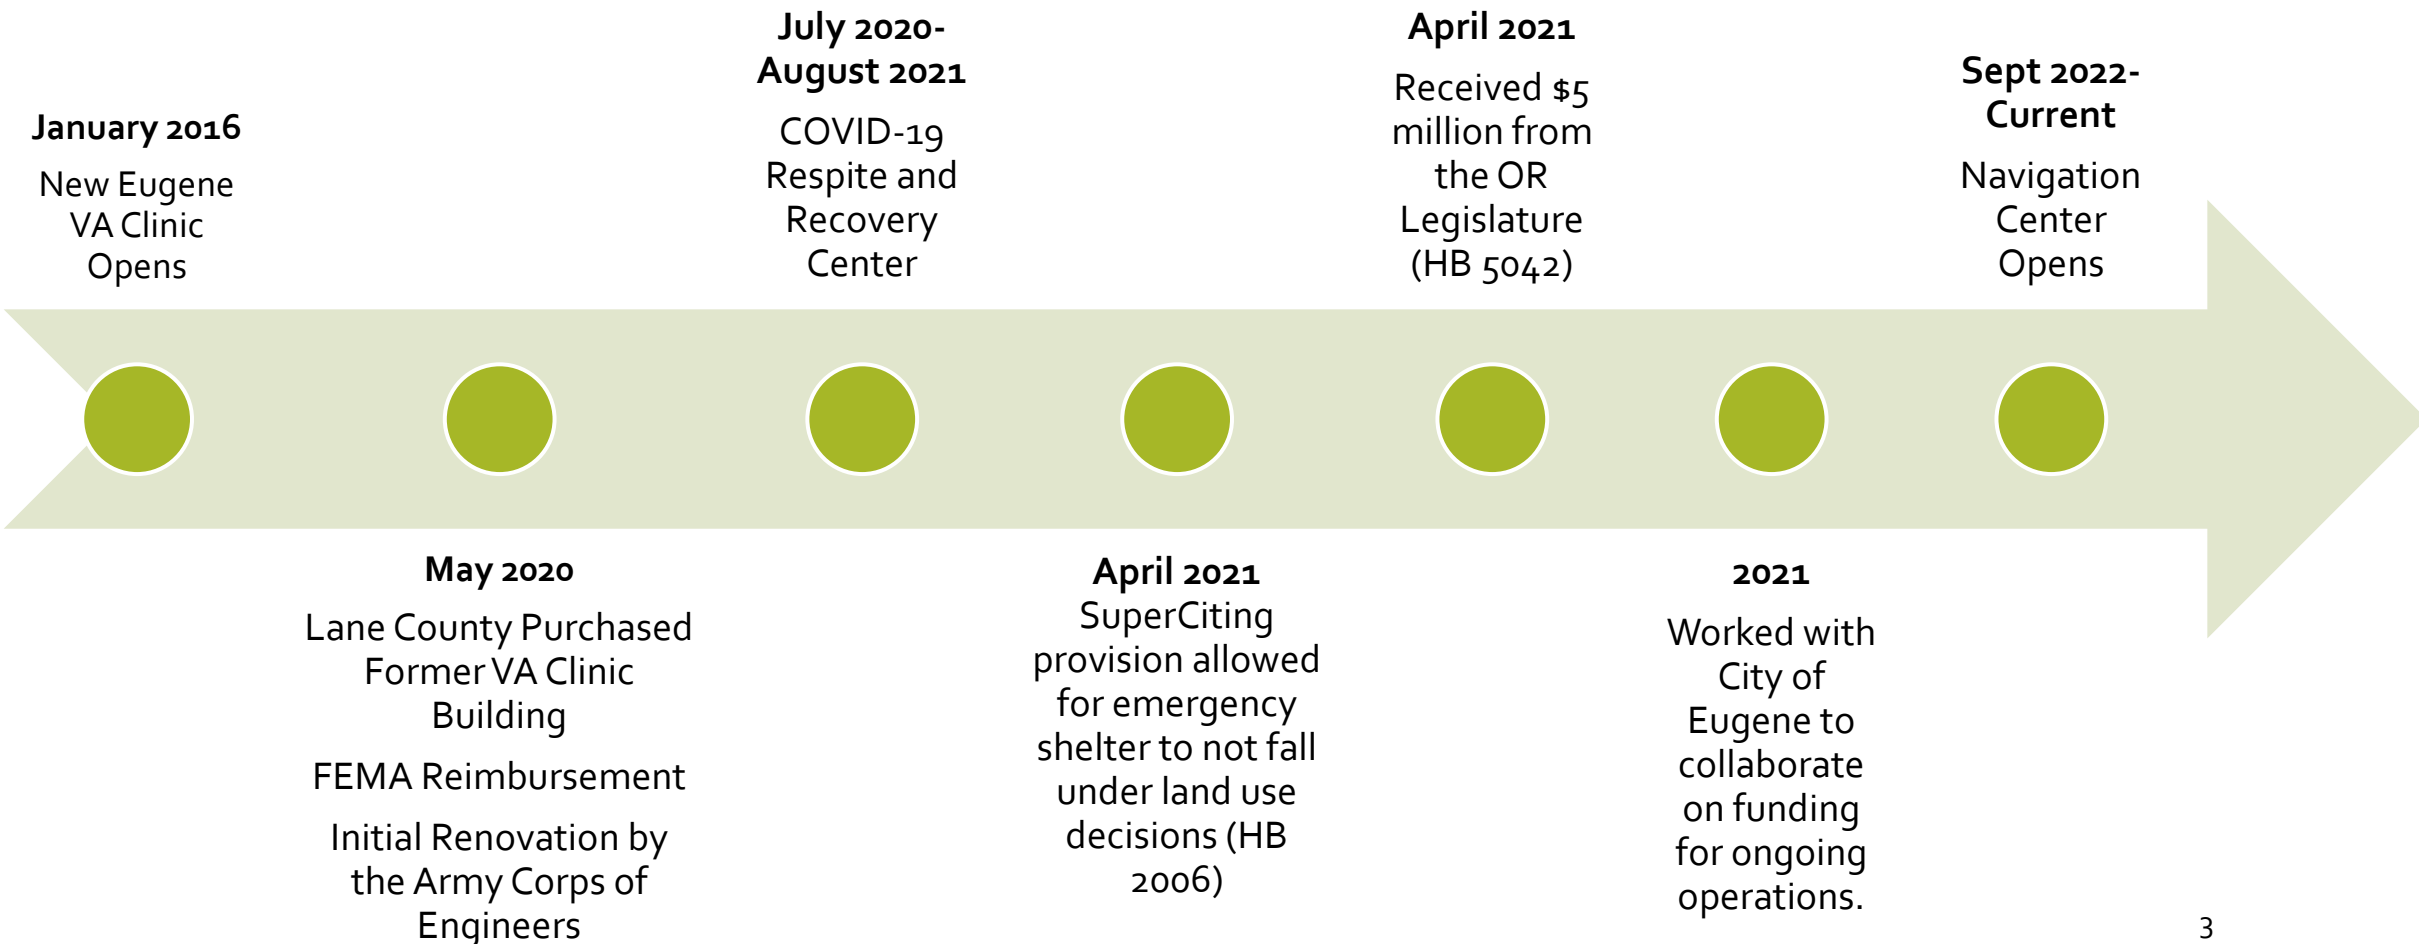 January 2016
New Eugene
VA Clinic
Opens
May 2020
Lane County Purchased
Former VA Clinic
Building
FEMA Reimbursement
Initial Renovation by
the Army Corps of
Engineers
July 2020-
August 2021
COVID-19
Respite and
Recovery
Center
April 2021
SuperCiting
provision allowed
for emergency
shelter to not fall
under land use
decisions (HB
2006)
April 2021
Received $5
million from
the OR
Legislature
(HB 5042)
2021
Worked with
City of
Eugene to
collaborate
on funding
for ongoing
operations.
Sept 2022-
Current
Navigation
Center
Opens
3